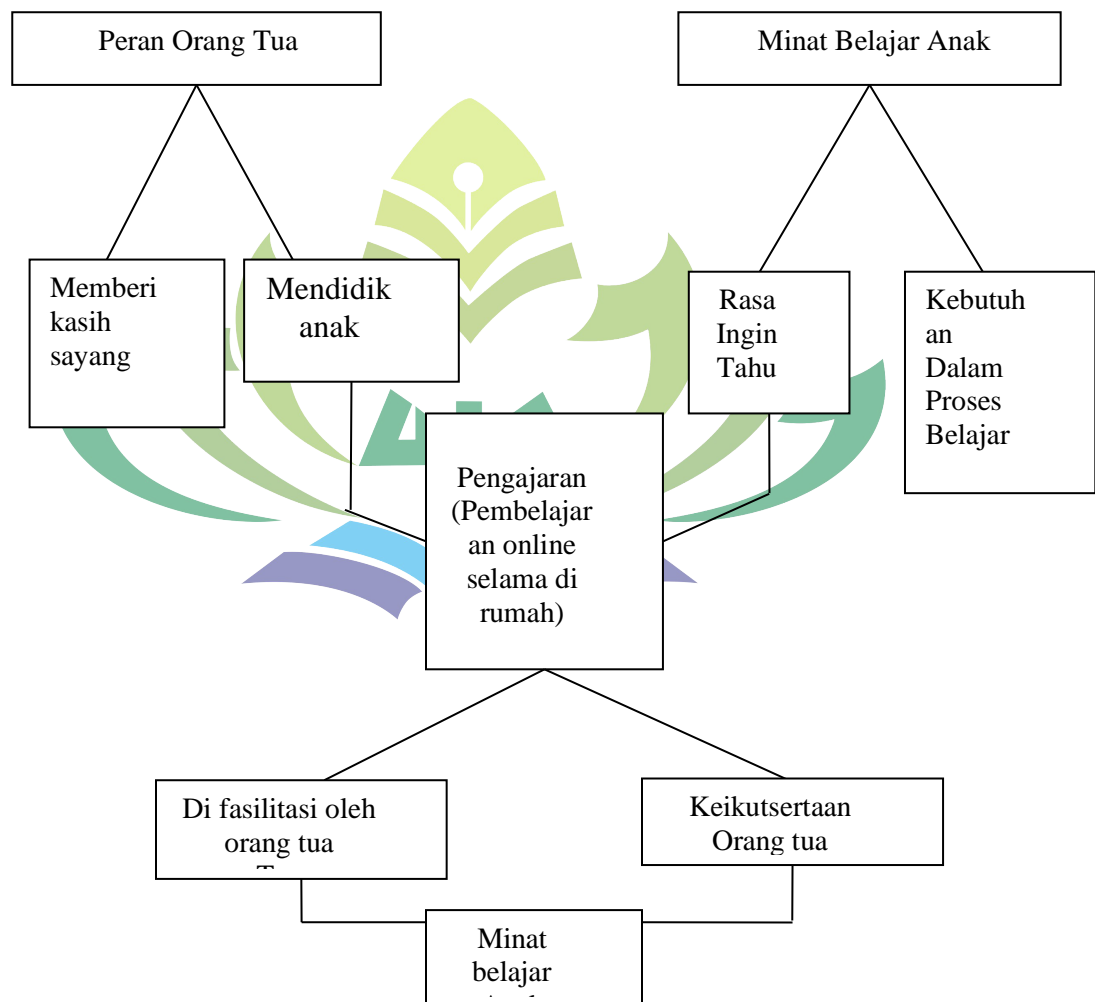 Peran Orang Tua
Minat Belajar Anak
Memberi
kasih
sayang
Mendidik
anak
Rasa
Ingin
Tahu
Kebutuh
an
Dalam
Proses
Belajar
Pengajaran
(Pembelajar
an online
selama di
rumah)
Di fasilitasi oleh
orang tua
Keikutsertaan
Orang tua
Minat
belajar